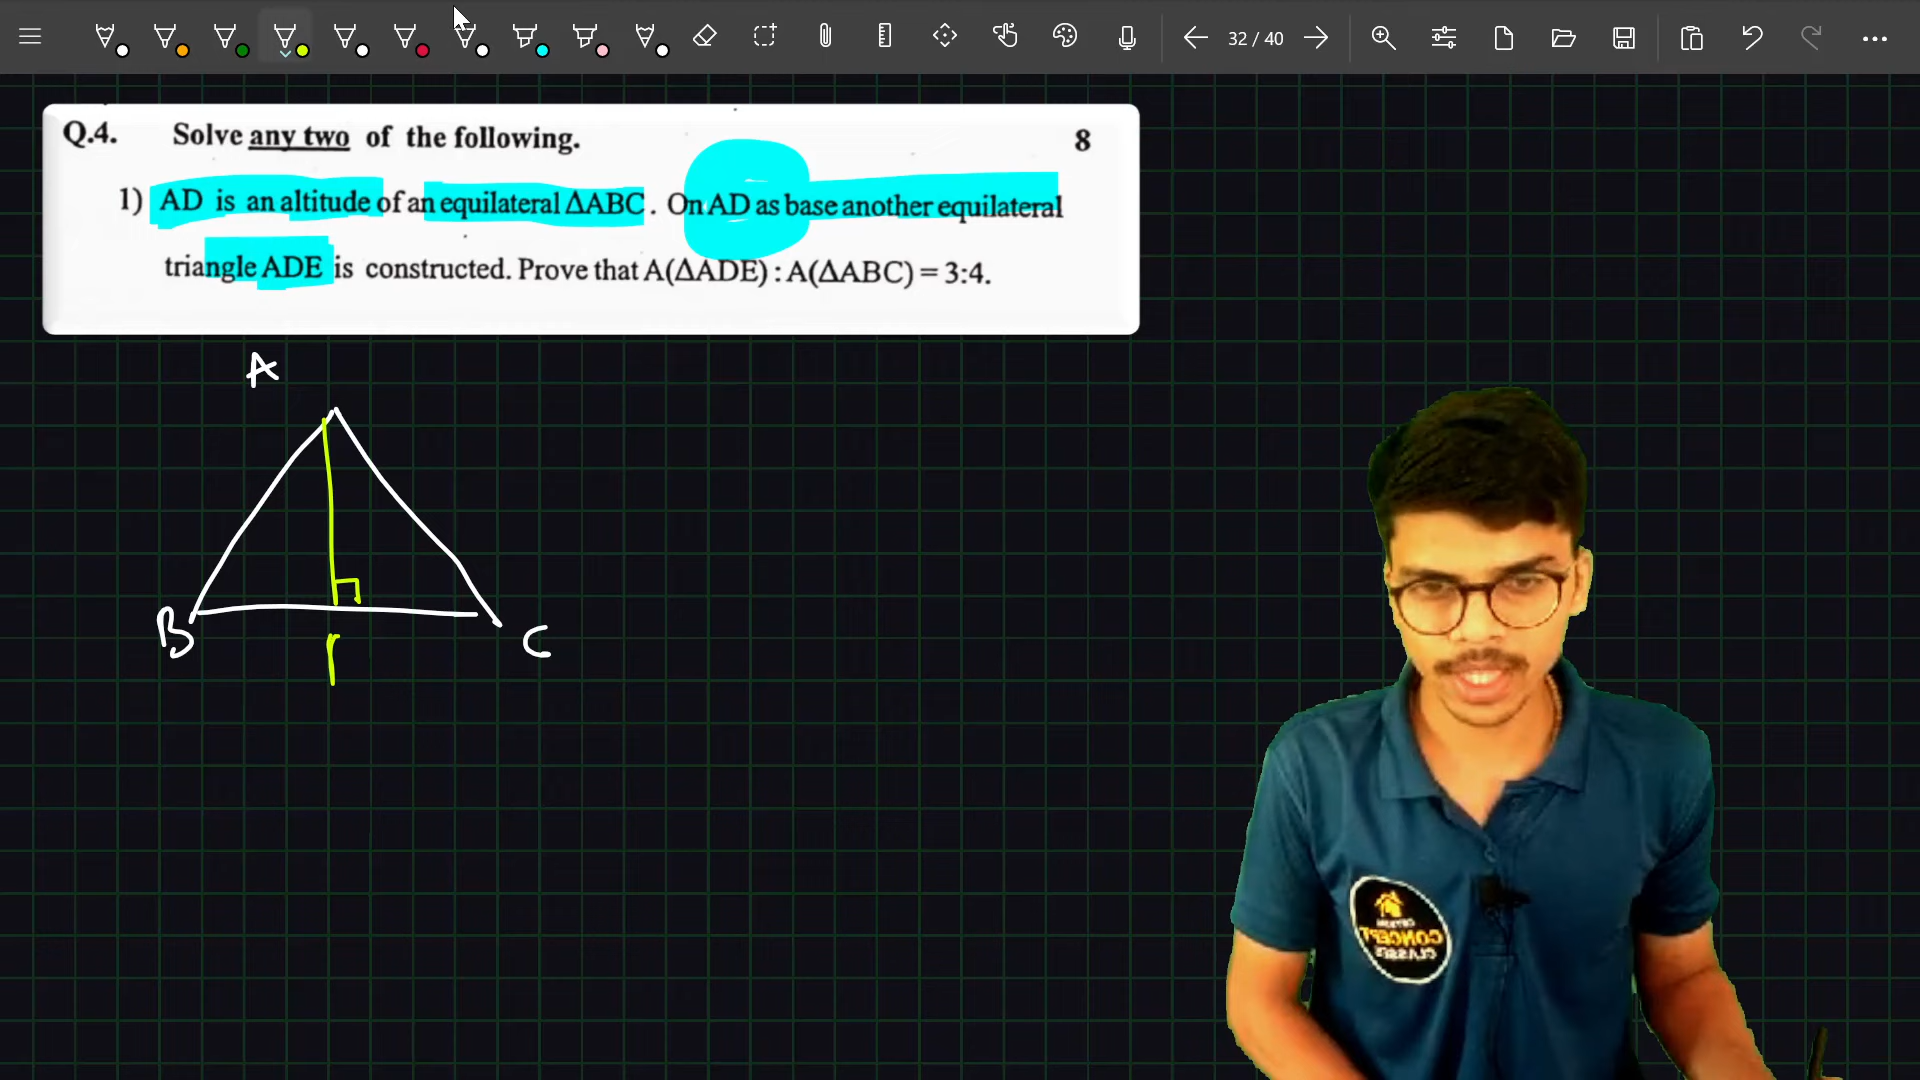 32 / 40
Q.4. Solve any two of the following. 8
1) AD is an altitude of an equilateral ΔABC . On AD as base another equilateral
triangle ADE is constructed. Prove that A(ΔADE) : A(ΔABC) = 3:4.
A
B
C
CONCEPT